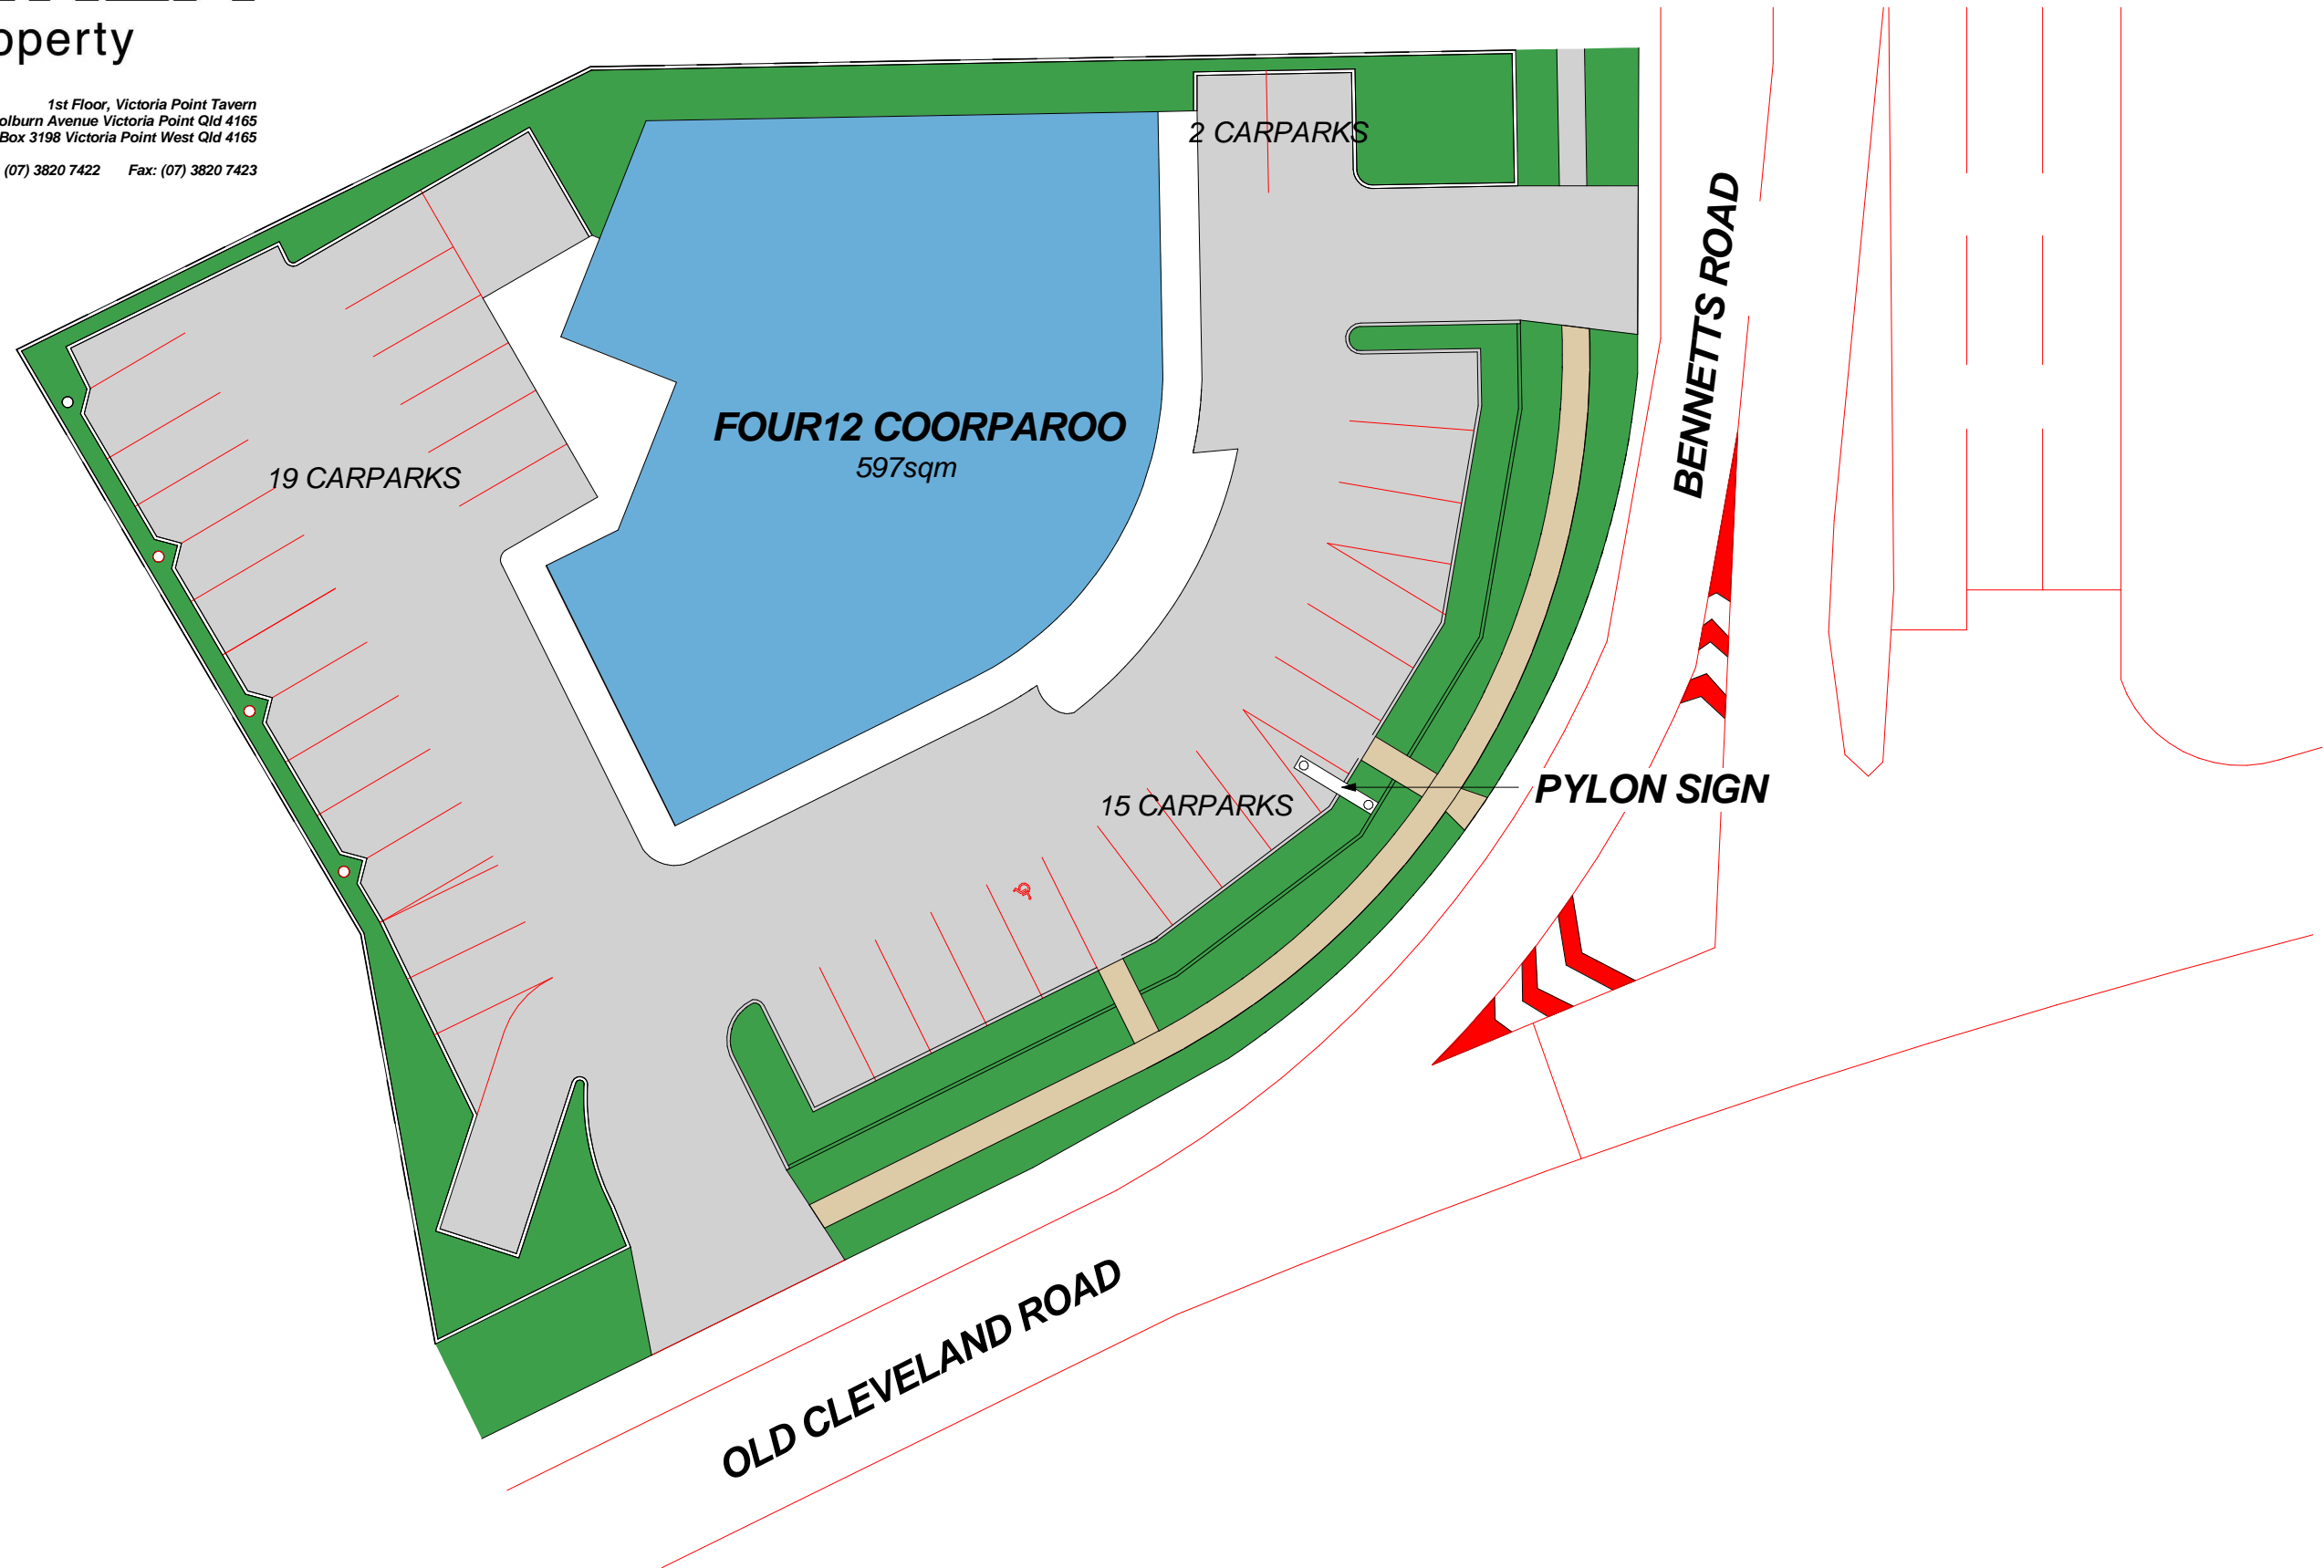 operty
1st Floor, Victoria Point Tavern
olburn Avenue Victoria Point Qld 4165
Box 3198 Victoria Point West Qld 4165
(07) 3820 7422 Fax: (07) 3820 7423
2 CARPARKS
BENNETTS ROAD
FOUR12 COORPAROO
597sqm
19 CARPARKS
PYLON SIGN
15 CARPARKS
OLD CLEVELAND ROAD